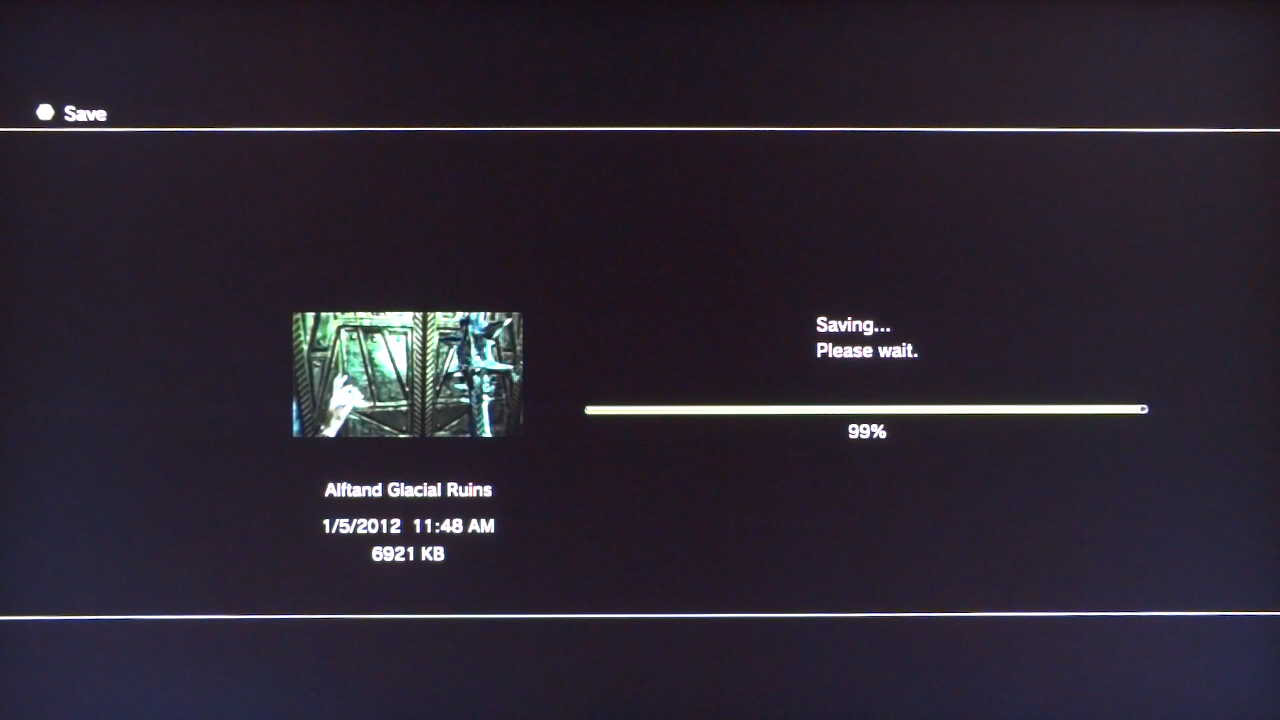 Save
Saving...
Please wait.
99%
Alftand Glacial Ruins
1/5/2012 11:48 AM
6921 KB